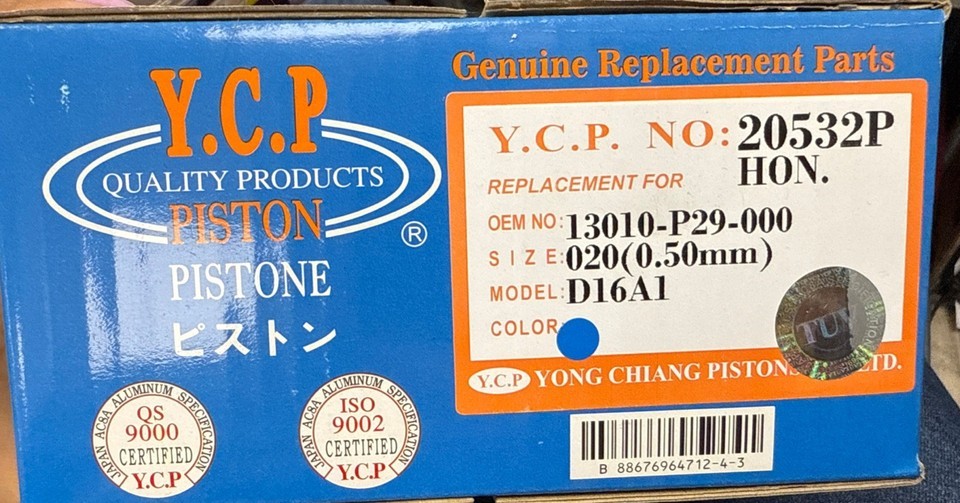 Y.C.P
QUALITY PRODUCTS
PISTON
®
PISTONE
ピストン
JAPAN AC8A ALUMINUM SPECIFICATION
QS
9000
CERTIFIED
Y.C.P
JAPAN AC8A ALUMINUM SPECIFICATION
ISO
9002
CERTIFIED
Y.C.P
Genuine Replacement Parts
Y.C.P. NO: 20532P
REPLACEMENT FOR HON.
OEM NO: 13010-P29-000
SIZE: 020(0.50mm)
MODEL: D16A1
COLOR:
TUV
Y.C.P YONG CHIANG PISTONS LTD.
B 88676964712-4-3